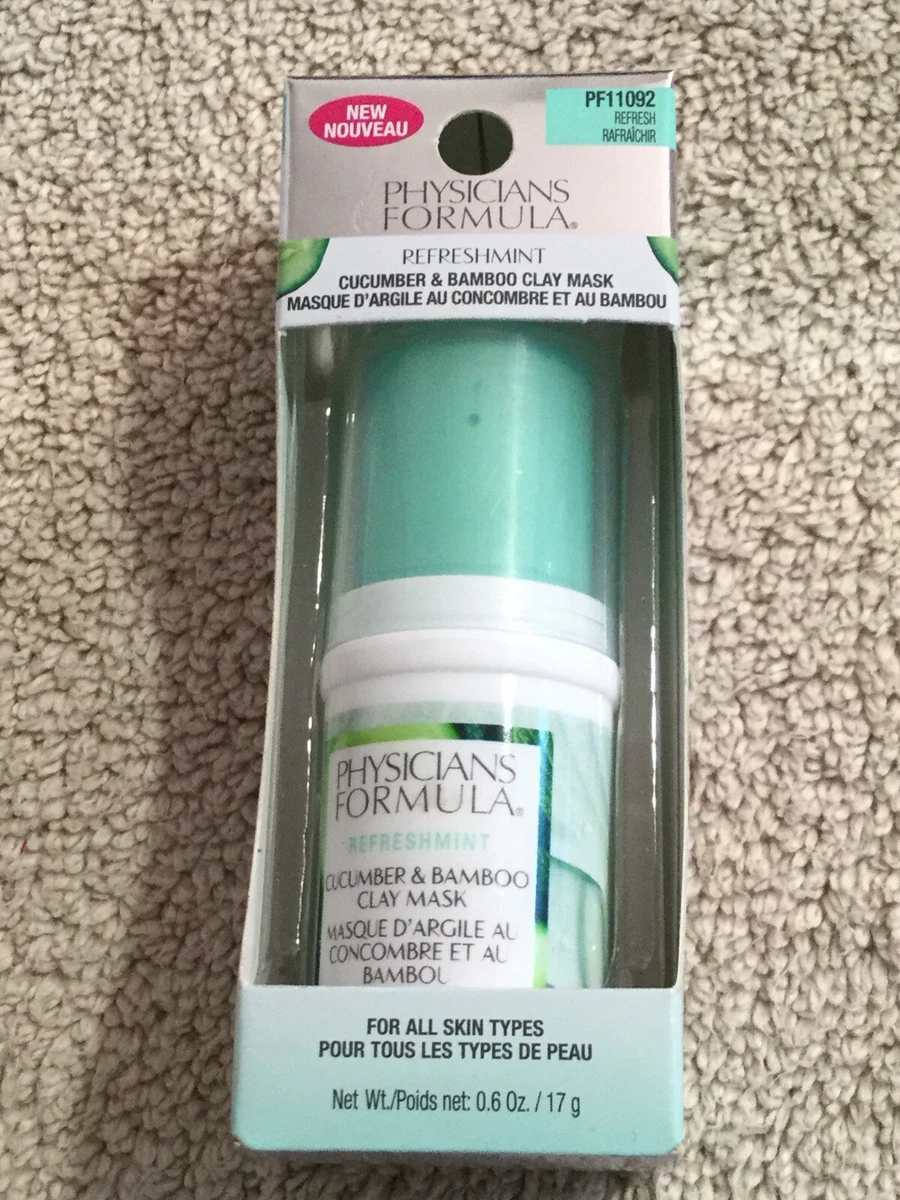 NEW
NOUVEAU
PF11092
REFRESH
RAFRAÎCHIR
PHYSICIANS
FORMULA®
REFRESHMINT
CUCUMBER & BAMBOO CLAY MASK
MASQUE D'ARGILE AU CONCOMBRE ET AU BAMBOU
PHYSICIANS
FORMULA®
REFRESHMINT
CUCUMBER & BAMBOO
CLAY MASK
MASQUE D'ARGILE AU
CONCOMBRE ET AU
BAMBOU
FOR ALL SKIN TYPES
POUR TOUS LES TYPES DE PEAU
Net Wt./Poids net: 0.6 Oz. / 17 g